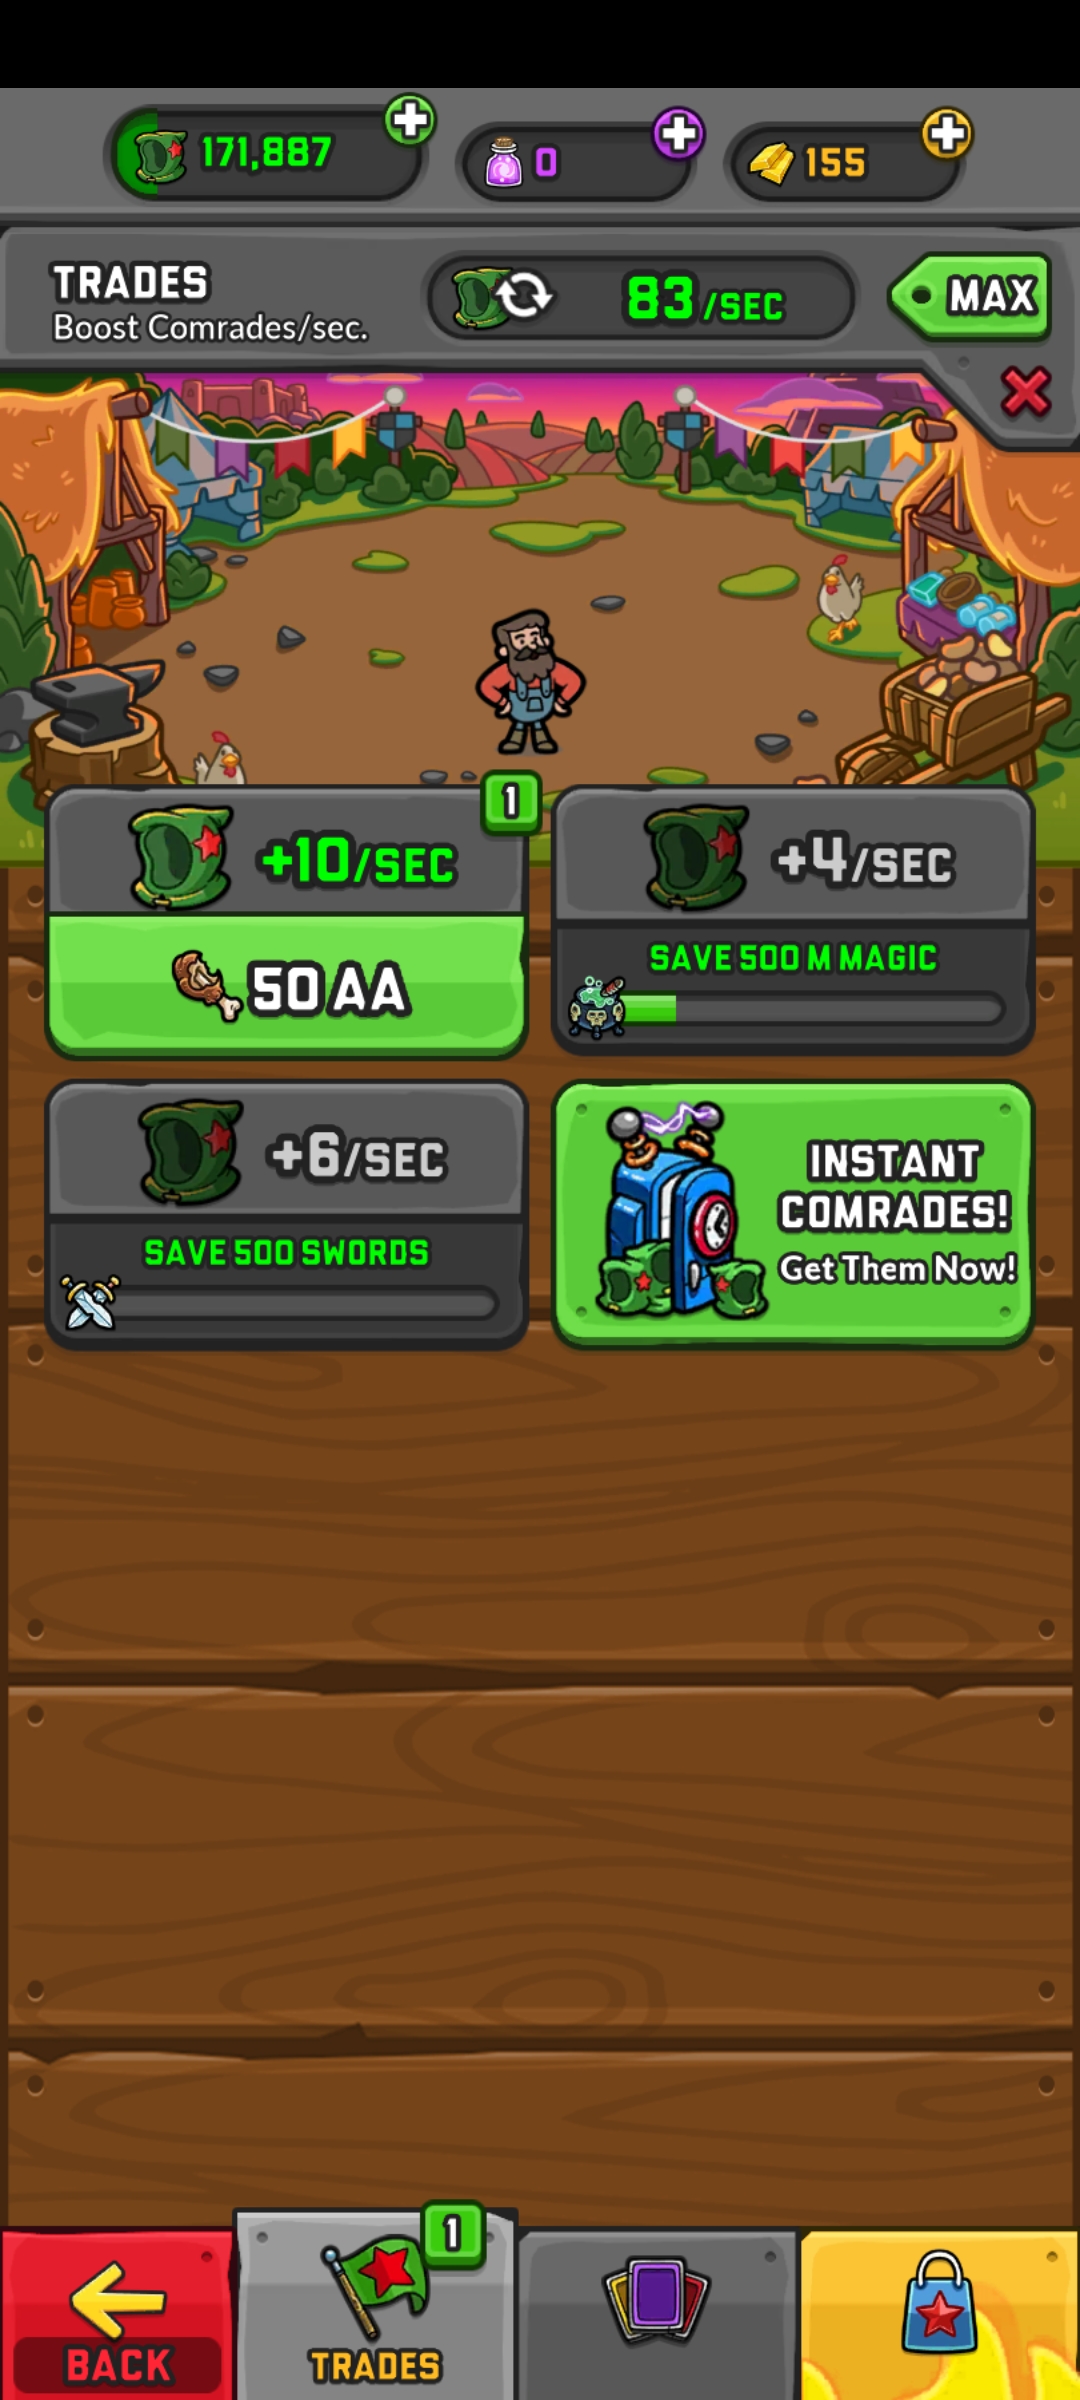 171,887
0
155
TRADES
Boost Comrades/sec.
83/SEC
MAX
1
+10/SEC
50 AA
+4/SEC
SAVE 500 M MAGIC
+6/SEC
SAVE 500 SWORDS
INSTANT
COMRADES!
Get Them Now!
BACK
1
TRADES